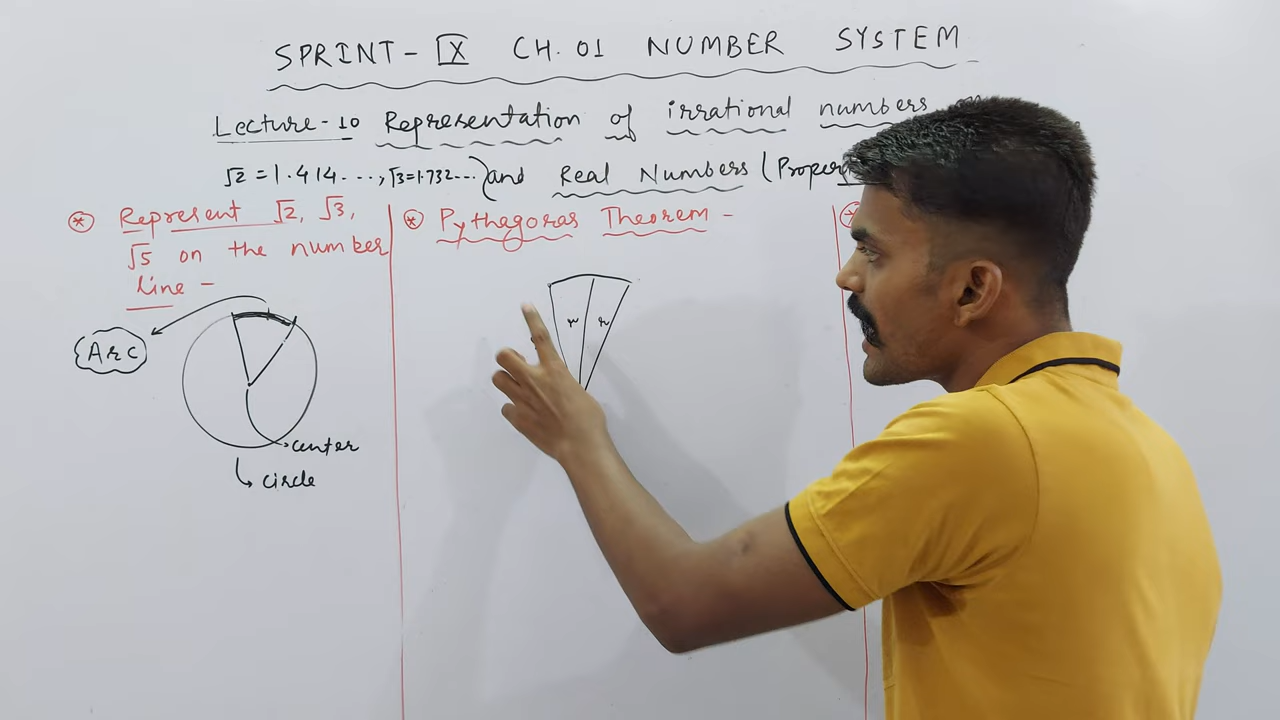 SPRINT-IX CH.01 NUMBER SYSTEM
Lecture-10 Representation of irrational numbers
√2 = 1.414...., √3=1.732...) and Real Numbers (Proper
* Represent √2, √3,
√5 on the number
line -
Arc
center
circle
* Pythagoras Theorem -
r r